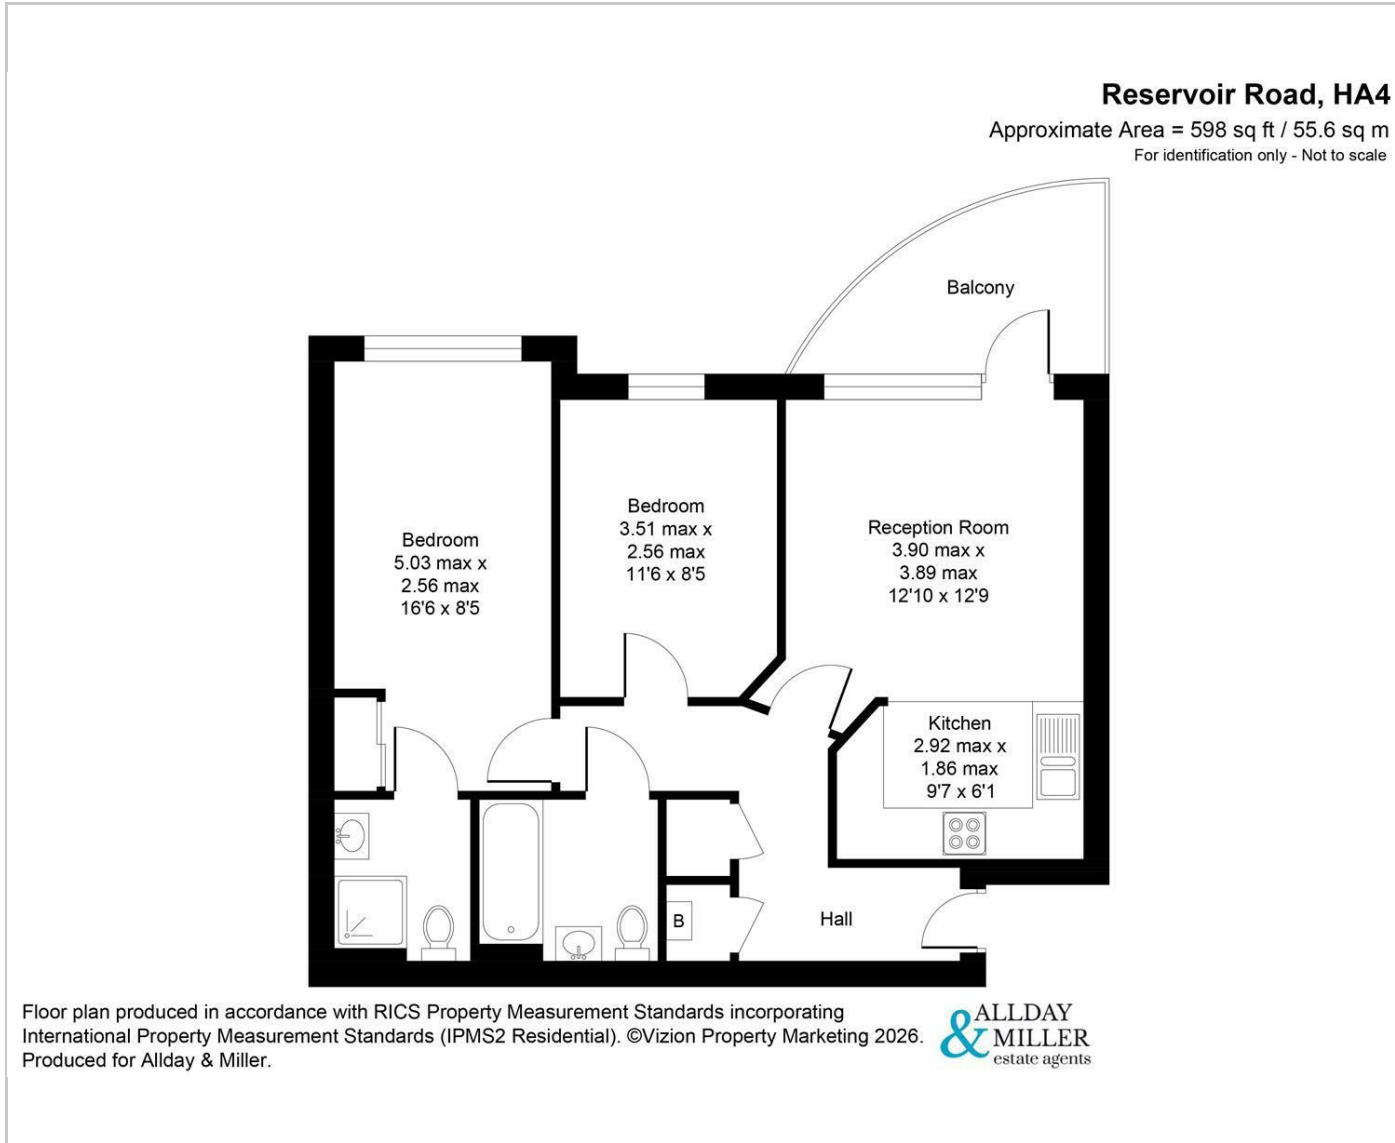 Reservoir Road, HA4
Approximate Area = 598 sq ft / 55.6 sq m
For identification only - Not to scale
Balcony
Bedroom
5.03 max x
2.56 max
16'6 x 8'5
Bedroom
3.51 max x
2.56 max
11'6 x 8'5
Reception Room
3.90 max x
3.89 max
12'10 x 12'9
Kitchen
2.92 max x
1.86 max
9'7 x 6'1
B
Hall
Floor plan produced in accordance with RICS Property Measurement Standards incorporating
International Property Measurement Standards (IPMS2 Residential). ©Vizion Property Marketing 2026.
Produced for Allday & Miller.
ALLDAY
& MILLER
estate agents